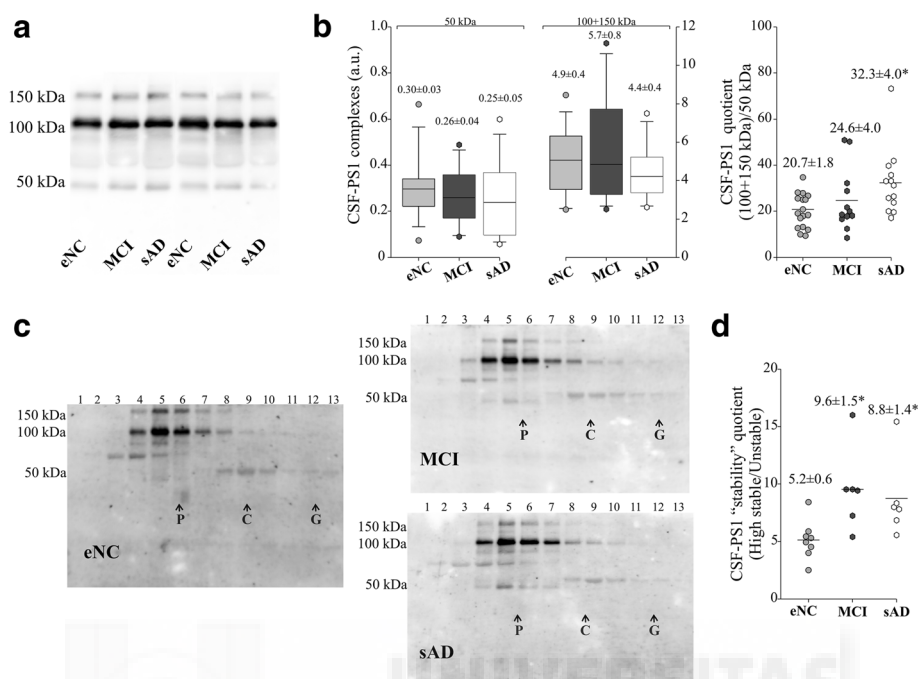 a
150 kDa
100 kDa
50 kDa
eNC MCI sAD eNC MCI sAD
b
50 kDa
100+150 kDa
CSF-PS1 complexes (a.u.)
1.0
0.8
0.6
0.4
0.2
0
0.30±0.03
0.26±0.04
0.25±0.05
4.9±0.4
5.7±0.8
4.4±0.4
12
10
8
6
4
2
0
eNC MCI sAD eNC MCI sAD
CSF-PS1 quotient
(100+150 kDa)/50 kDa
100
80
60
40
20
0
20.7±1.8
24.6±4.0
32.3±4.0*
eNC MCI sAD
c
1 2 3 4 5 6 7 8 9 10 11 12 13
150 kDa
100 kDa
50 kDa
P C G
eNC
1 2 3 4 5 6 7 8 9 10 11 12 13
150 kDa
100 kDa
50 kDa
P C G
MCI
1 2 3 4 5 6 7 8 9 10 11 12 13
150 kDa
100 kDa
50 kDa
P C G
sAD
d
CSF-PS1 “stability” quotient
(High stable/Unstable)
20
15
10
5
0
5.2±0.6
9.6±1.5*
8.8±1.4*
eNC MCI sAD